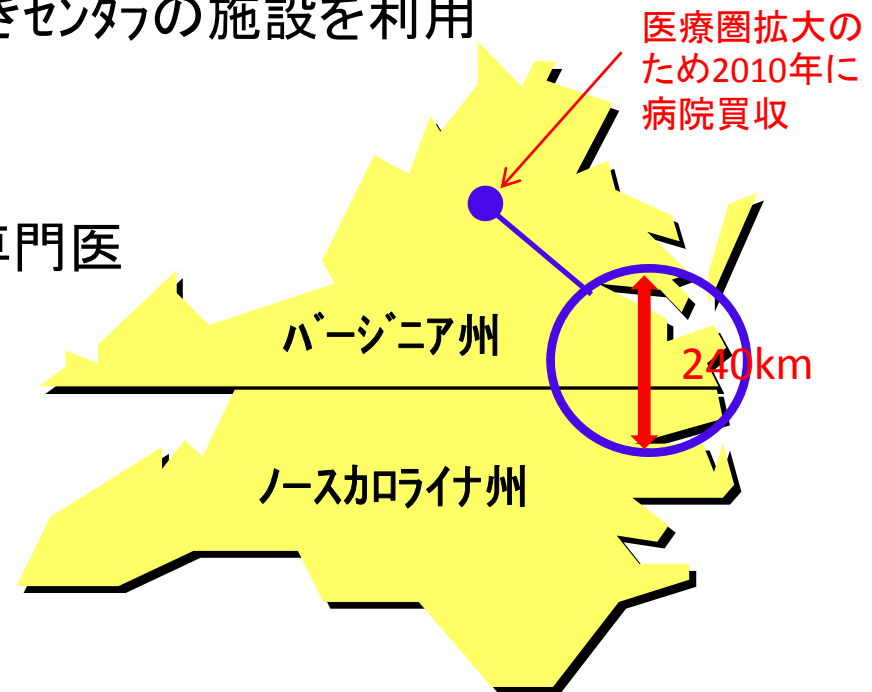 きセンタラの施設を利用
医療圏拡大の
ため2010年に
病院買収
専門医
バージニア州
240km
ノースカロライナ州